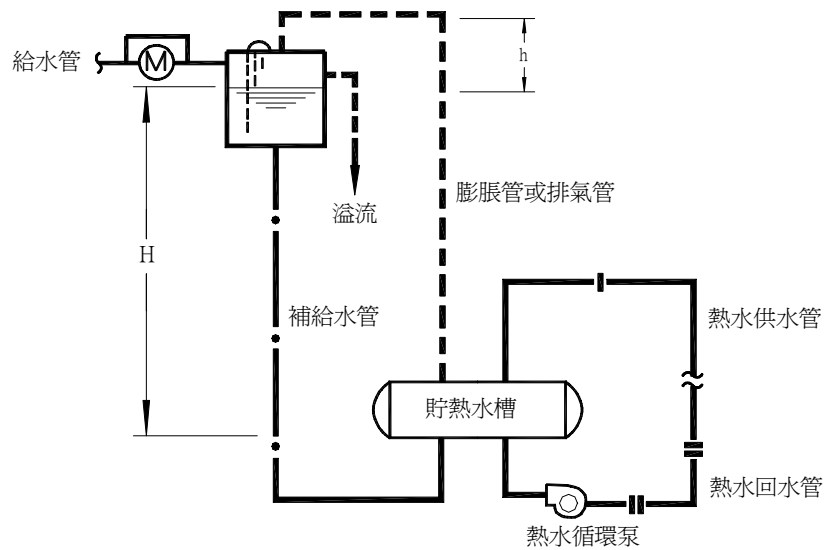 給水管
M
h
溢流
膨脹管或排氣管
H
補給水管
熱水供水管
貯熱水槽
熱水回水管
熱水循環泵